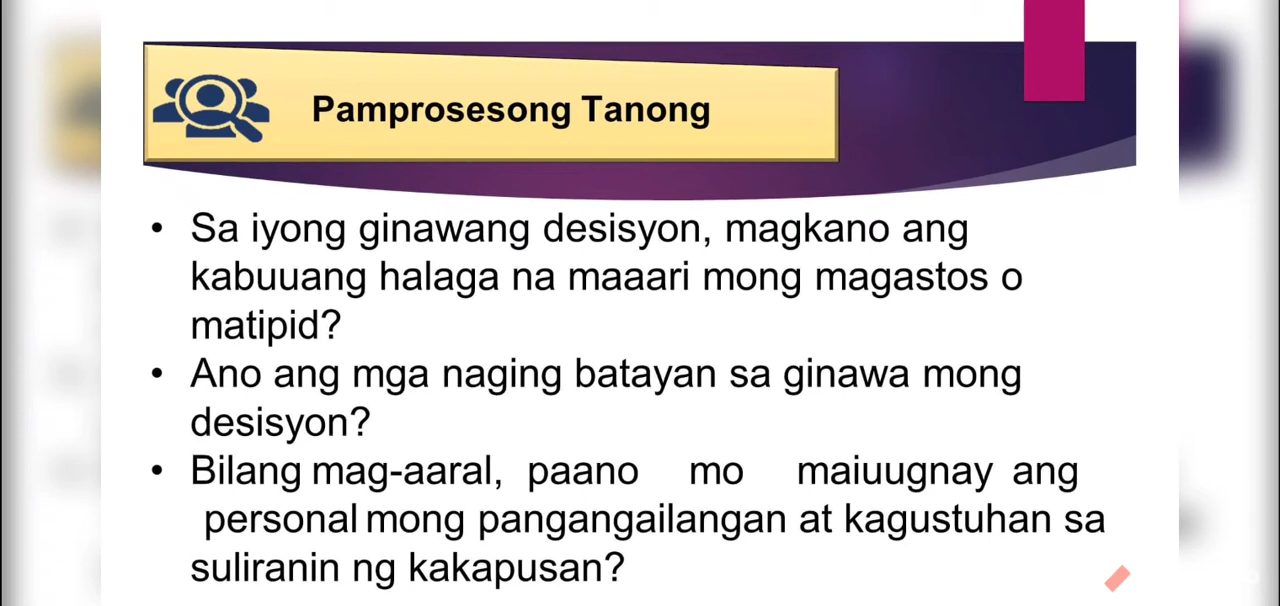 Pamprosesong Tanong
• Sa iyong ginawang desisyon, magkano ang
kabuuang halaga na maaari mong magastos o
matipid?
• Ano ang mga naging batayan sa ginawa mong
desisyon?
• Bilang mag-aaral, paano mo maiuugnay ang
personal mong pangangailangan at kagustuhan sa
suliranin ng kakapusan?